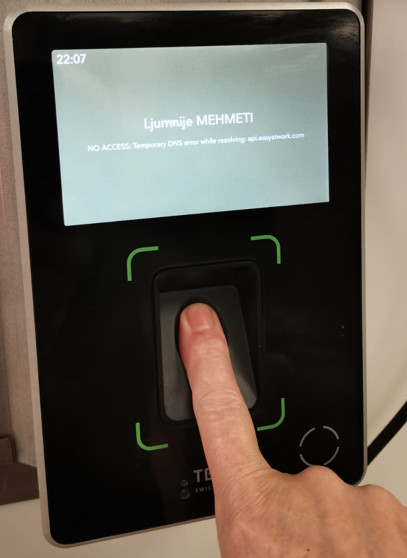 22:07
Ljumnije MEHMETI
NO ACCESS: Temporary DNS error while resolving: api.easyatwork.com